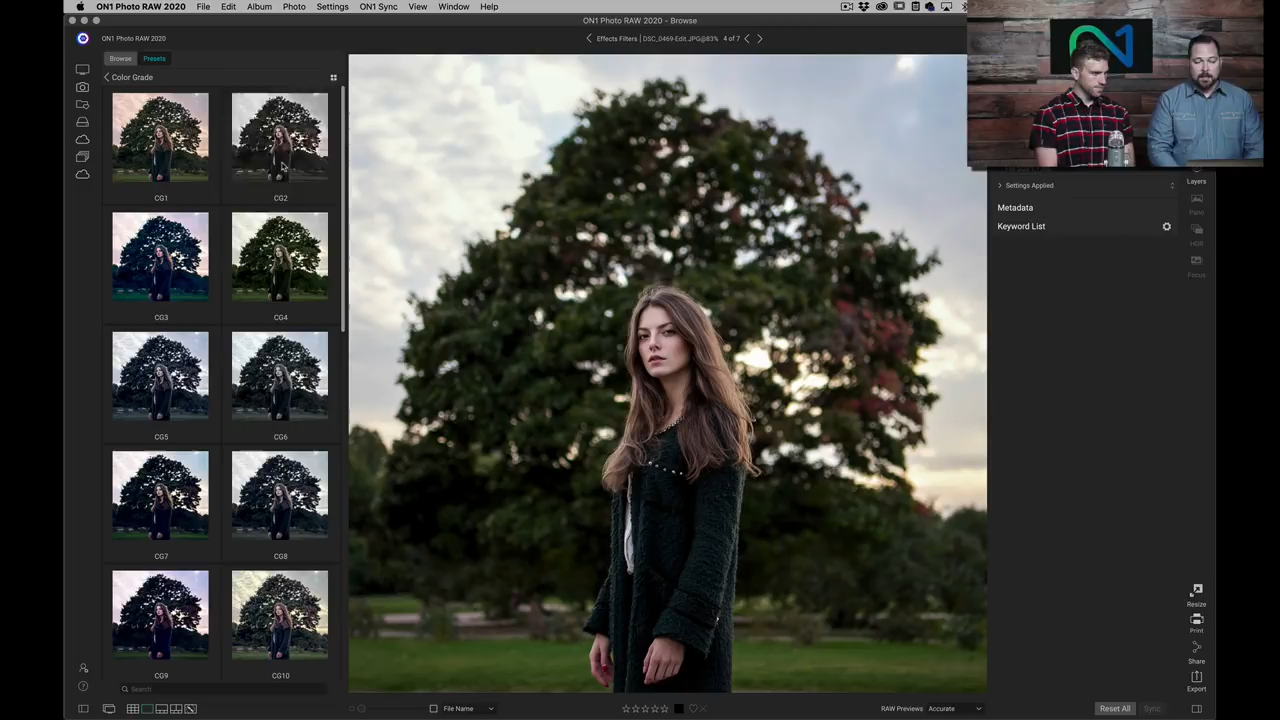 ON1 Photo RAW 2020 File Edit Album Photo Settings ON1 Sync View Window Help
ON1 Photo RAW 2020 - Browse
ON1 Photo RAW 2020
Effects Filters | DSC_0469-Edit.JPG@83% 4 of 7
Browse Presets
Color Grade
CG1 CG2
CG3 CG4
CG5 CG6
CG7 CG8
CG9 CG10
Search
File Name
RAW Previews Accurate
Settings Applied
Metadata
Keyword List
Layers
Pano
HDR
Focus
Resize
Print
Share
Export
Reset All Sync